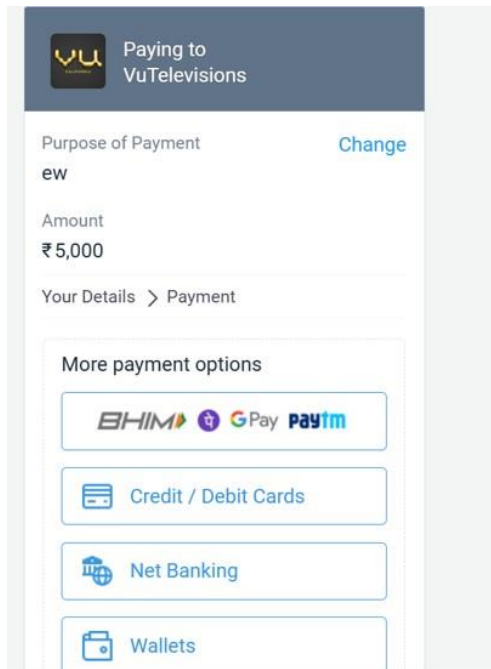 VU
Paying to
VuTelevisions
Purpose of Payment
Change
ew
Amount
₹5,000
Your Details > Payment
More payment options
BHIM GPay paytm
Credit / Debit Cards
Net Banking
Wallets